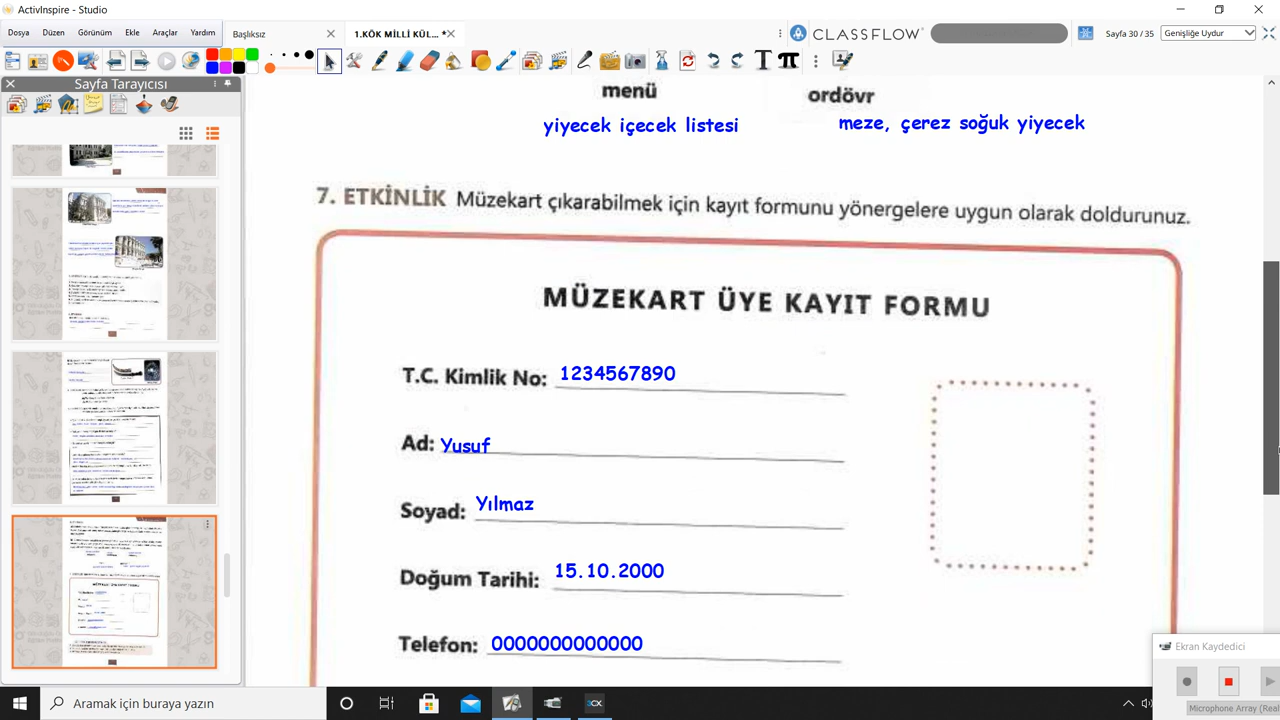 ActivInspire - Studio
Dosya Düzen Görünüm Ekle Araçlar Yardım
Başlıksız
1.KÖK MİLLİ KÜL... *
CLASSFLOW
Sayfa 30 / 35
Genişliğe Uydur
Sayfa Tarayıcısı
menü
ordövr
yiyecek içecek listesi
meze, çerez soğuk yiyecek
7. ETKİNLİK Müzekart çıkarabilmek için kayıt formunu yönergelere uygun olarak doldurunuz.
MÜZEKART ÜYE KAYIT FORMU
T.C. Kimlik No: 1234567890
Ad: Yusuf
Soyad: Yılmaz
Doğum Tarihi: 15.10.2000
Telefon: 0000000000000
Ekran Kaydedici
Microphone Array (Real
Aramak için buraya yazın